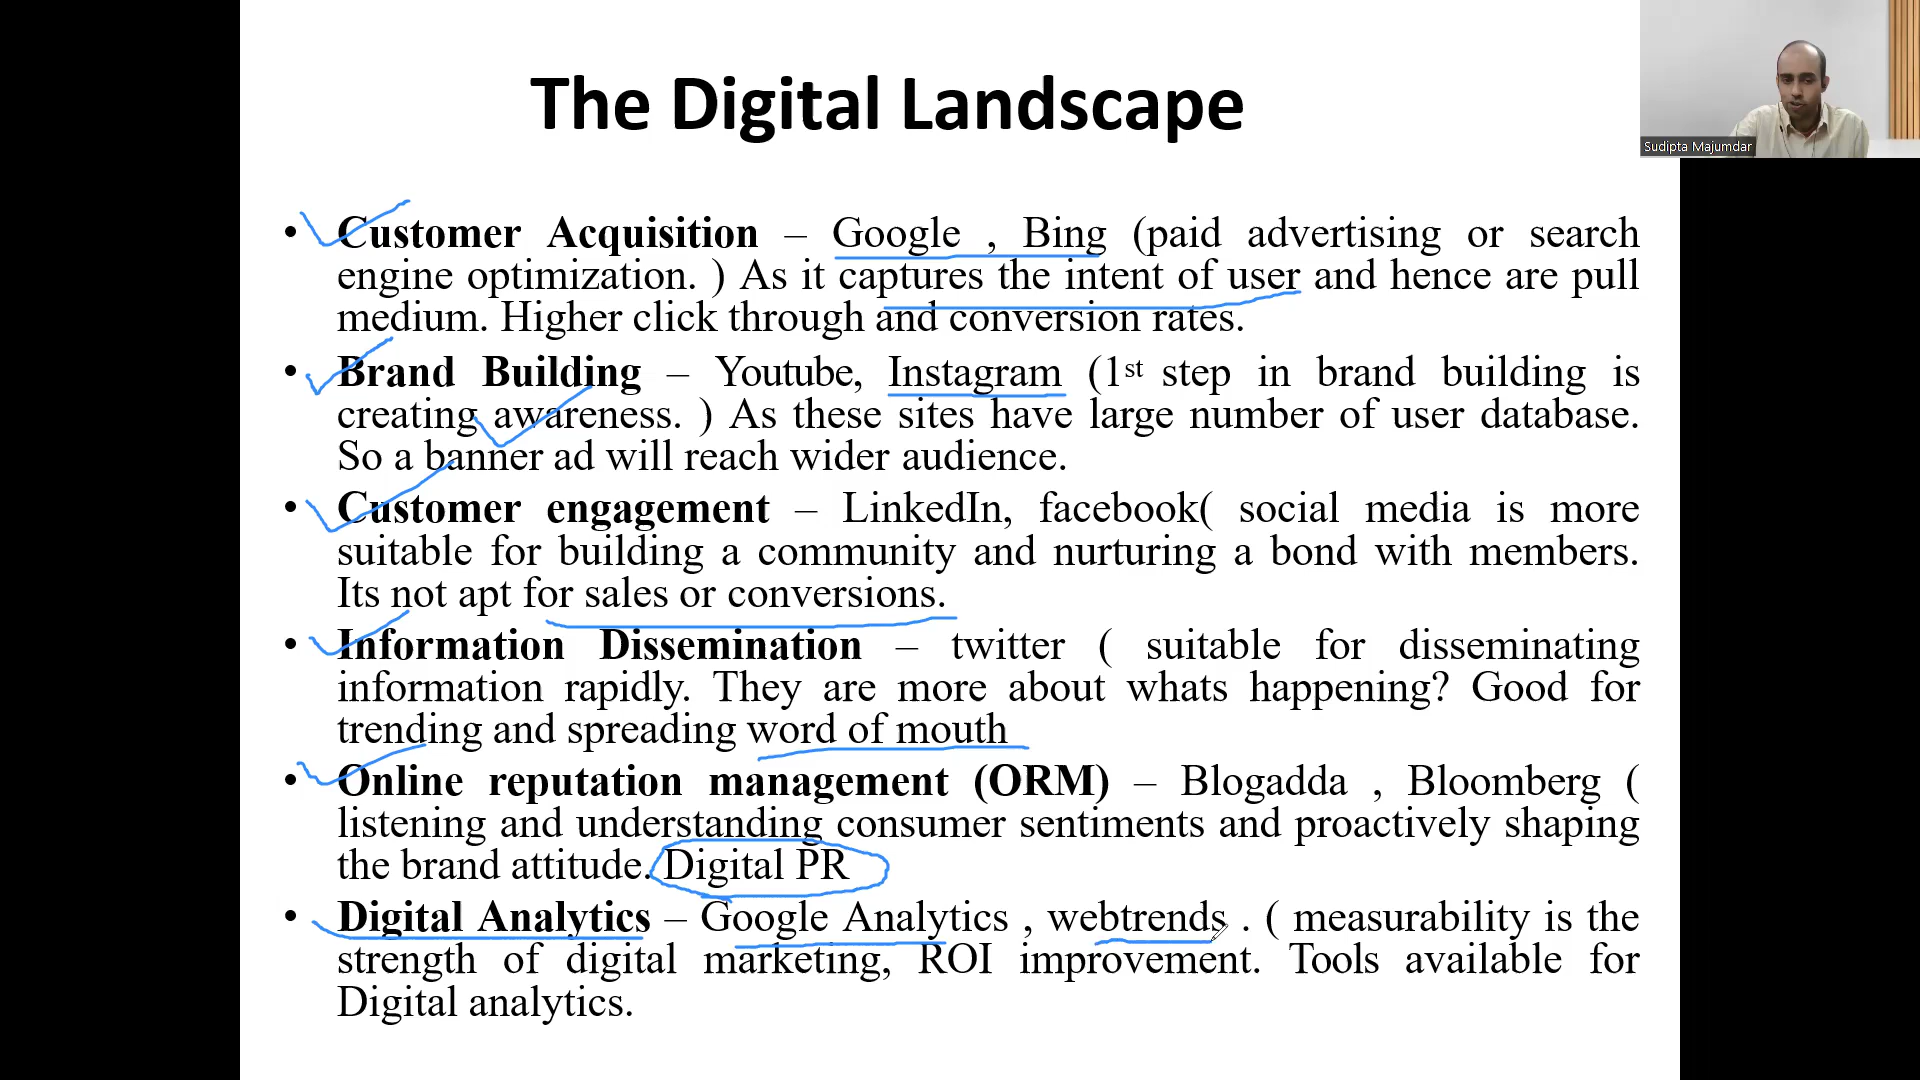 The Digital Landscape
Sudipta Majumdar
• Customer Acquisition – Google , Bing (paid advertising or search
engine optimization. ) As it captures the intent of user and hence are pull
medium. Higher click through and conversion rates.
• Brand Building – Youtube, Instagram (1st step in brand building is
creating awareness. ) As these sites have large number of user database.
So a banner ad will reach wider audience.
• Customer engagement – LinkedIn, facebook( social media is more
suitable for building a community and nurturing a bond with members.
Its not apt for sales or conversions.
• Information Dissemination – twitter ( suitable for disseminating
information rapidly. They are more about whats happening? Good for
trending and spreading word of mouth
• Online reputation management (ORM) – Blogadda , Bloomberg (
listening and understanding consumer sentiments and proactively shaping
the brand attitude. Digital PR
• Digital Analytics – Google Analytics , webtrends . ( measurability is the
strength of digital marketing, ROI improvement. Tools available for
Digital analytics.